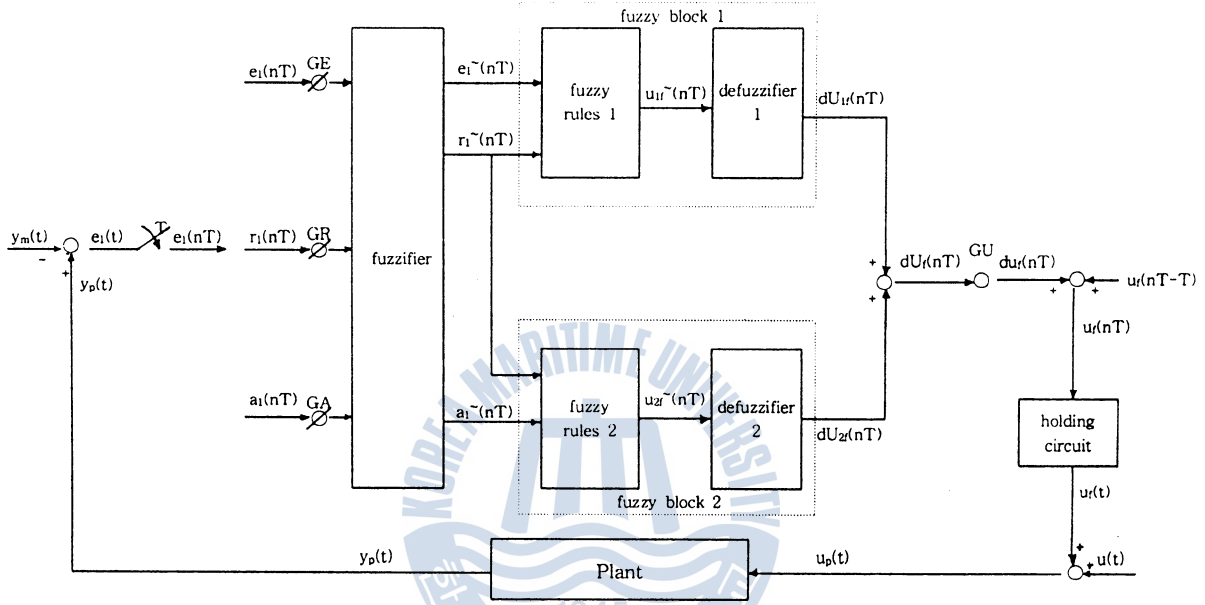 fuzzy block 1
e₁(nT)
GE
e₁~(nT)
fuzzy
rules 1
u₁f~(nT)
defuzzifier
1
dU₁f(nT)
r₁~(nT)
yₘ(t)
-
+
e₁(t)
T
e₁(nT)
r₁(nT)
GR
fuzzifier
yₚ(t)
+
+
dUf(nT)
GU
duf(nT)
+
+
uf(nT-T)
uf(nT)
a₁(nT)
GA
a₁~(nT)
fuzzy
rules 2
u₂f~(nT)
defuzzifier
2
dU₂f(nT)
fuzzy block 2
holding
circuit
uf(t)
yₚ(t)
Plant
uₚ(t)
+
+
u(t)
KOREA MARITIME UNIVERSITY